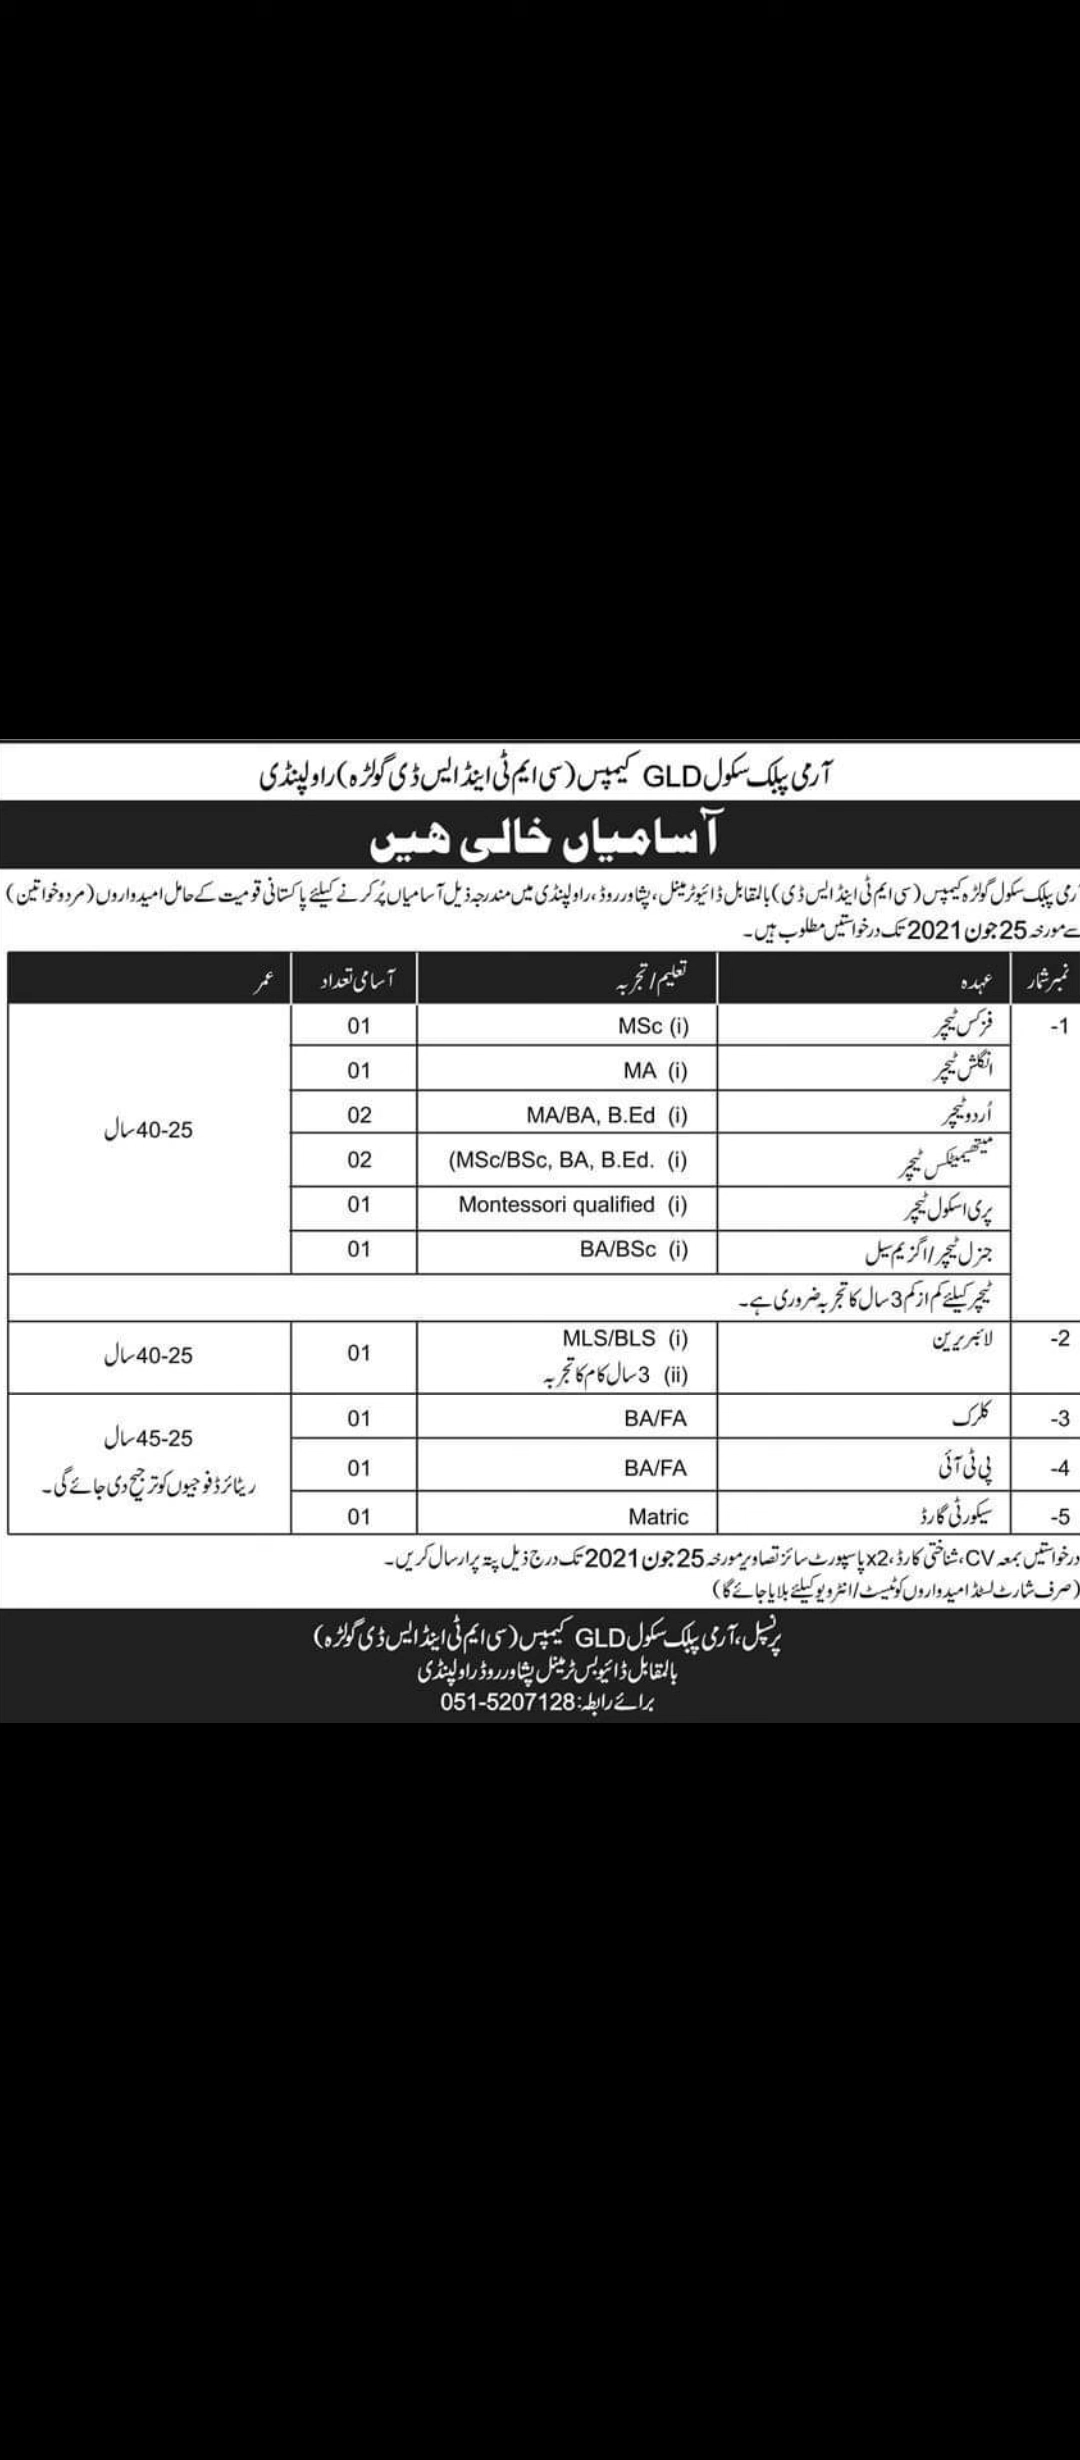 آرمی پبلک سکول GLD کیمپس (سی ایم ٹی اینڈ ایس ڈی گولڑہ) راولپنڈی
آسامیاں خالی ھیں
رمی پبلک سکول گولڑہ کیمپس (سی ایم ٹی اینڈ ایس ڈی) بالمقابل ڈائیوٹرمینل، پشاور روڈ، راولپنڈی میں مندرجہ ذیل آسامیاں پُر کرنے کیلئے پاکستانی قومیت کے حامل امیدواروں (مرد و خواتین)
سے مورخہ 25 جون 2021 تک درخواستیں مطلوب ہیں۔
نمبر شمار عہدہ تعلیم/تجربہ آسامی تعداد عمر
1- فزکس ٹیچر (i) MSc 01
انگلش ٹیچر (i) MA 01
اُردو ٹیچر (i) MA/BA, B.Ed 02
25-40 سال
میتھیمیٹکس ٹیچر (i) (MSc/BSc, BA, B.Ed. 02
پری اسکول ٹیچر (i) Montessori qualified 01
جنرل ٹیچر/اگزیم سیل (i) BA/BSc 01
ٹیچر کیلئے کم از کم 3 سال کا تجربہ ضروری ہے۔
2- لائبریرین (i) MLS/BLS 01 25-40 سال
(ii) 3 سال کام کا تجربہ
3- کلرک BA/FA 01 25-45 سال
4- پی ٹی آئی BA/FA 01 ریٹائرڈ فوجیوں کو ترجیح دی جائے گی۔
5- سیکورٹی گارڈ Matric 01
درخواستیں بمعہ CV، شناختی کارڈ، x2 پاسپورٹ سائز تصاویر مورخہ 25 جون 2021 تک درج ذیل پتہ پر ارسال کریں۔
(صرف شارٹ لسٹڈ امیدواروں کو ٹیسٹ/انٹرویو کیلئے بلایا جائے گا)
پرنسپل، آرمی پبلک سکول GLD کیمپس (سی ایم ٹی اینڈ ایس ڈی گولڑہ)
بالمقابل ڈائیو بس ٹرمینل پشاور روڈ راولپنڈی
برائے رابطہ: 051-5207128